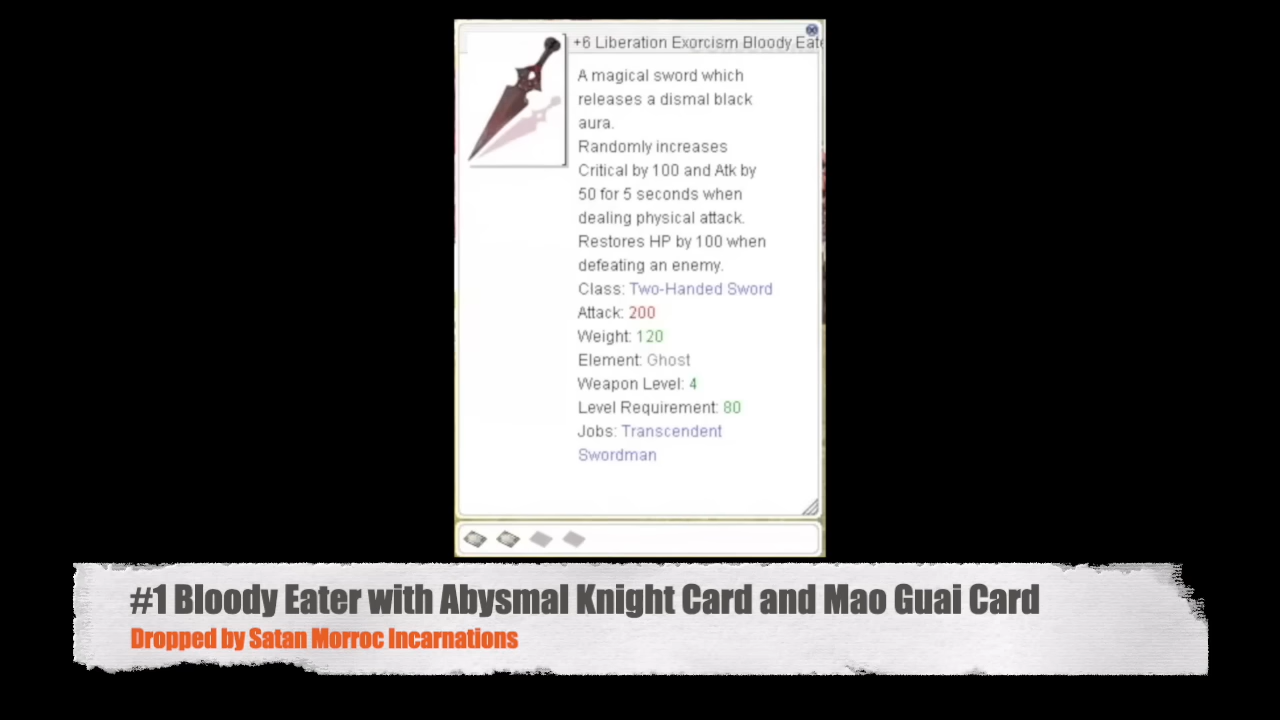 +6 Liberation Exorcism Bloody Eate
A magical sword which
releases a dismal black
aura.
Randomly increases
Critical by 100 and Atk by
50 for 5 seconds when
dealing physical attack.
Restores HP by 100 when
defeating an enemy.
Class: Two-Handed Sword
Attack: 200
Weight: 120
Element: Ghost
Weapon Level: 4
Level Requirement: 80
Jobs: Transcendent
Swordman
#1 Bloody Eater with Abysmal Knight Card and Mao Guai Card
Dropped by Satan Morroc Incarnations